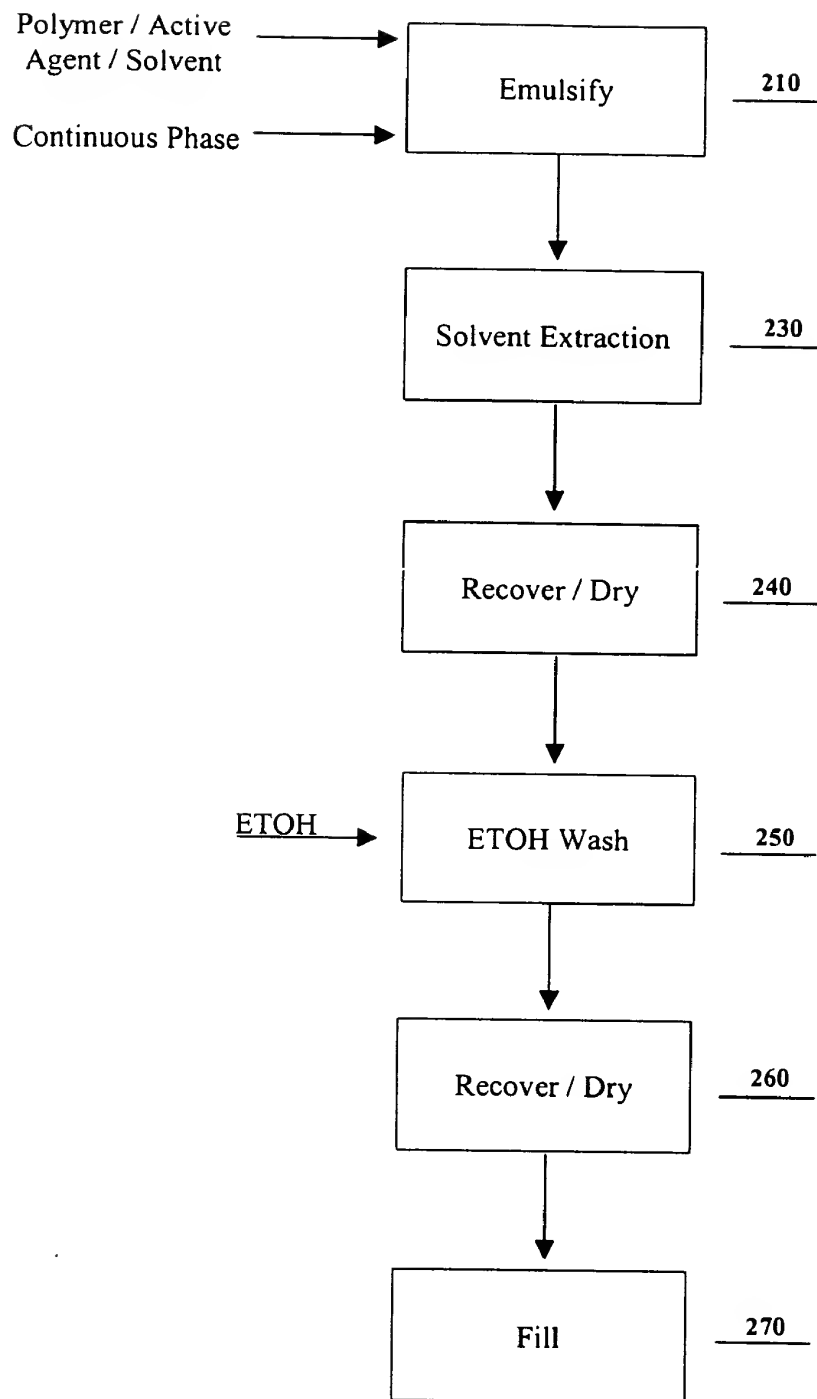 Polymer / Active
Agent / Solvent
Continuous Phase
Emulsify
210
Solvent Extraction
230
Recover / Dry
240
ETOH
ETOH Wash
250
Recover / Dry
260
Fill
270